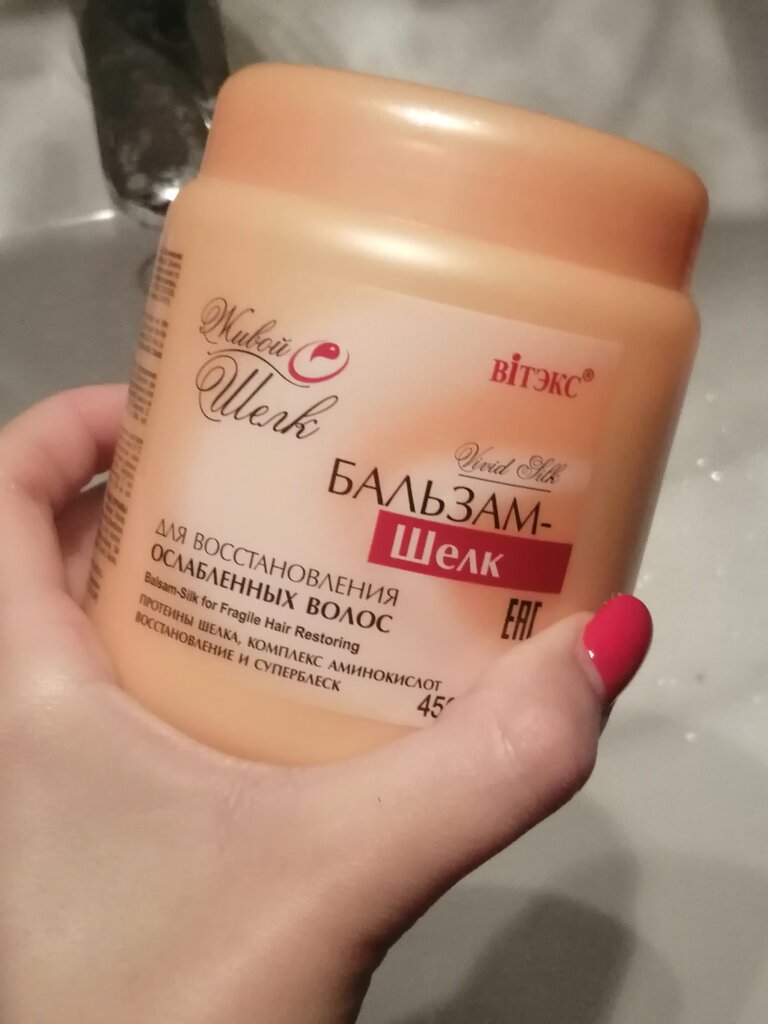 Живой
Шелк
ВІТЭКС®
Vivid Silk
БАЛЬЗАМ-
Шелк
ДЛЯ ВОССТАНОВЛЕНИЯ
ОСЛАБЛЕННЫХ ВОЛОС
Balsam-Silk for Fragile Hair Restoring
ПРОТЕИНЫ ШЕЛКА, КОМПЛЕКС АМИНОКИСЛОТ
ВОССТАНОВЛЕНИЕ И СУПЕРБЛЕСК
EAC